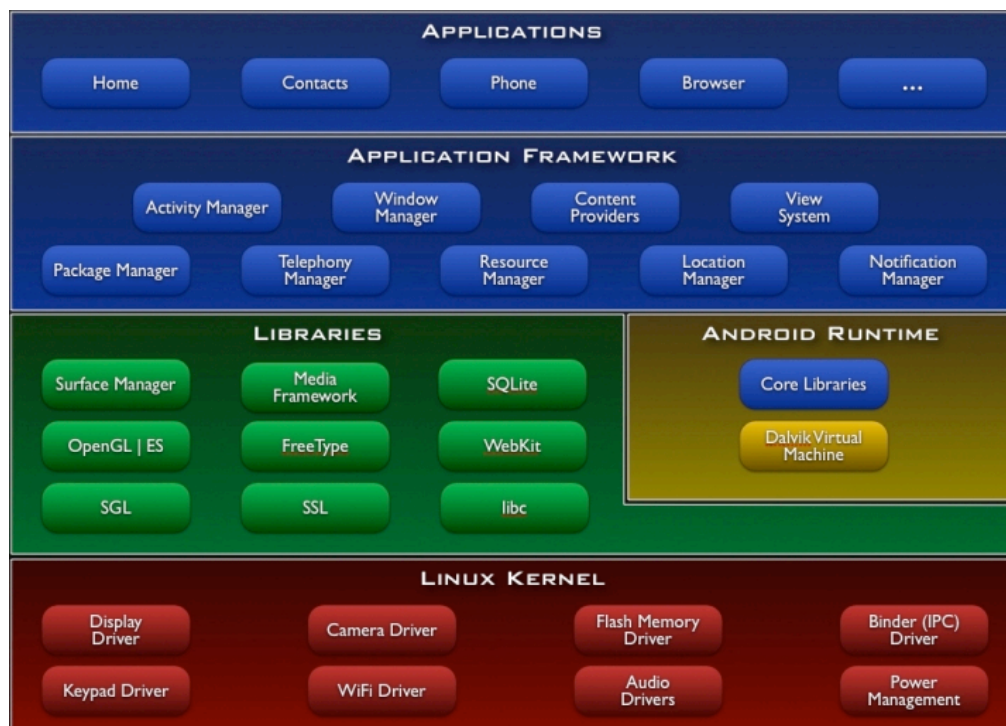 APPLICATIONS
Home
Contacts
Phone
Browser
...
APPLICATION FRAMEWORK
Activity Manager
Window
Manager
Content
Providers
View
System
Package Manager
Telephony
Manager
Resource
Manager
Location
Manager
Notification
Manager
LIBRARIES
Surface Manager
Media
Framework
SQLite
OpenGL | ES
FreeType
WebKit
SGL
SSL
libc
ANDROID RUNTIME
Core Libraries
Dalvik Virtual
Machine
LINUX KERNEL
Display
Driver
Camera Driver
Flash Memory
Driver
Binder (IPC)
Driver
Keypad Driver
WiFi Driver
Audio
Drivers
Power
Management